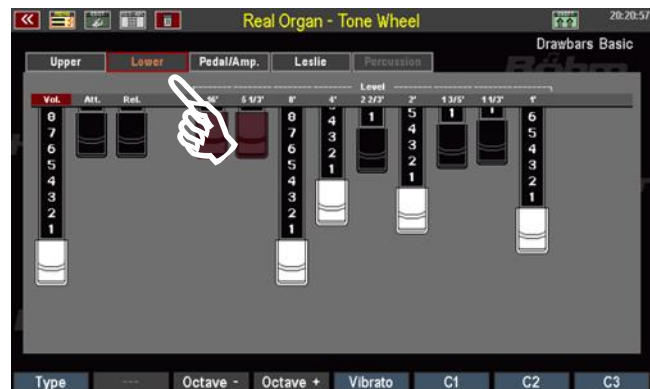 Real Organ - Tone Wheel
20:20:57
Drawbars Basic
Upper Lower Pedal/Amp. Leslie Percussion
Level
Vol. Att. Rel. 16' 5 1/3' 8' 4' 2 2/3' 2' 1 3/5' 1 1/3' 1'
8 8 4 1 5 1 1 6
7 7 3 4 5
6 6 2 3 4
5 5 1 2 3
4 4 1 2
3 3 1
2 2
1 1
Type --- Octave - Octave + Vibrato C1 C2 C3